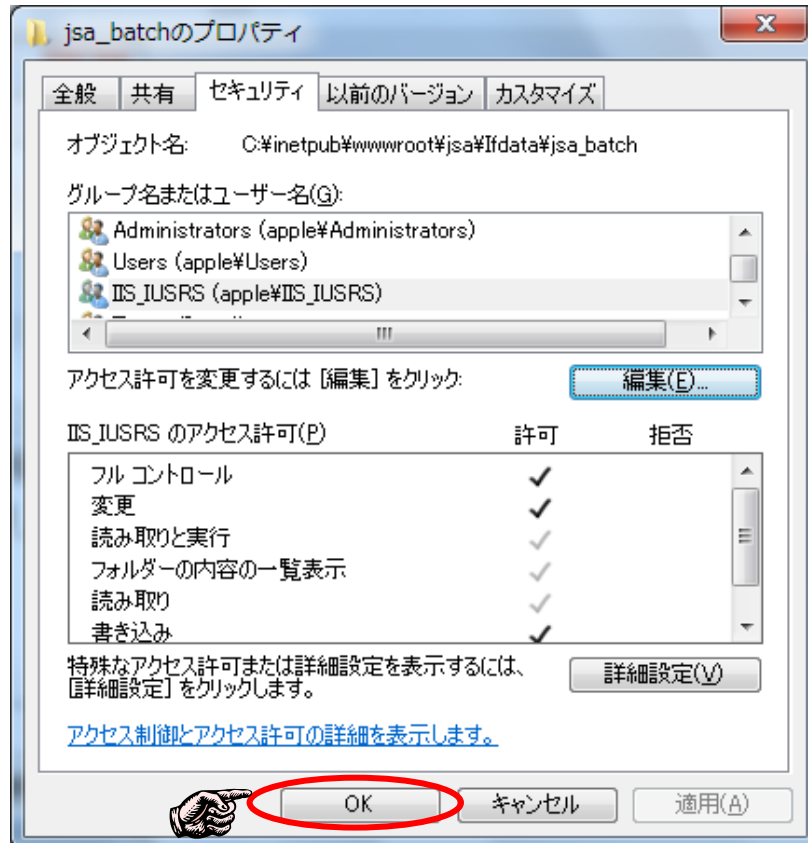 jsa_batchのプロパティ
全般 共有 セキュリティ 以前のバージョン カスタマイズ
オブジェクト名: C:¥inetpub¥wwwroot¥jsa¥Ifdata¥jsa_batch
グループ名またはユーザー名(G):
Administrators (apple¥Administrators)
Users (apple¥Users)
IIS_IUSRS (apple¥IIS_IUSRS)
アクセス許可を変更するには [編集] をクリック: 編集(E)...
IIS_IUSRS のアクセス許可(P) 許可 拒否
フル コントロール
変更
読み取りと実行
フォルダーの内容の一覧表示
読み取り
書き込み
特殊なアクセス許可または詳細設定を表示するには、 詳細設定(V)
[詳細設定] をクリックします。
アクセス制御とアクセス許可の詳細を表示します。
OK キャンセル 適用(A)